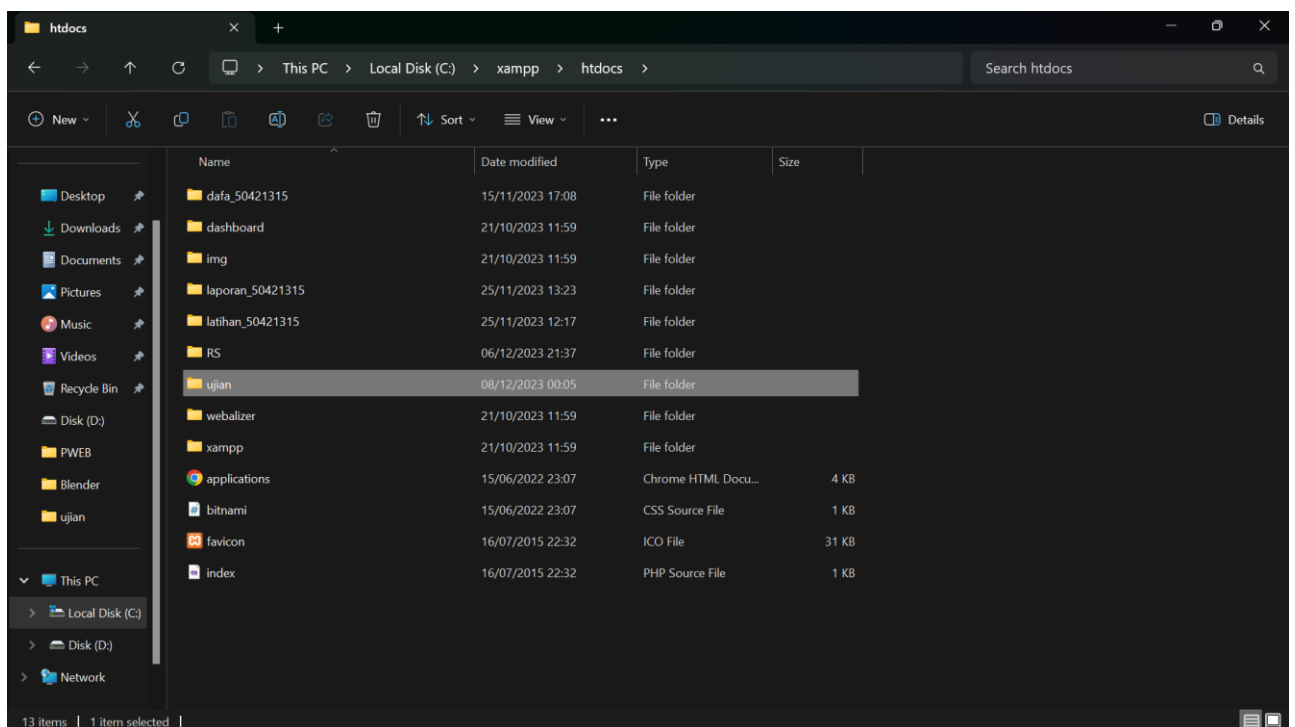 htdocs
This PC > Local Disk (C:) > xampp > htdocs >
Search htdocs
New
Sort
View
Details
Name Date modified Type Size
Desktop
Downloads
Documents
Pictures
Music
Videos
Recycle Bin
Disk (D:)
PWEB
Blender
ujian
This PC
Local Disk (C:)
Disk (D:)
Network
dafa_50421315 15/11/2023 17:08 File folder
dashboard 21/10/2023 11:59 File folder
img 21/10/2023 11:59 File folder
laporan_50421315 25/11/2023 13:23 File folder
latihan_50421315 25/11/2023 12:17 File folder
RS 06/12/2023 21:37 File folder
ujian 08/12/2023 00:05 File folder
webalizer 21/10/2023 11:59 File folder
xampp 21/10/2023 11:59 File folder
applications 15/06/2022 23:07 Chrome HTML Docu... 4 KB
bitnami 15/06/2022 23:07 CSS Source File 1 KB
favicon 16/07/2015 22:32 ICO File 31 KB
index 16/07/2015 22:32 PHP Source File 1 KB
13 items | 1 item selected |